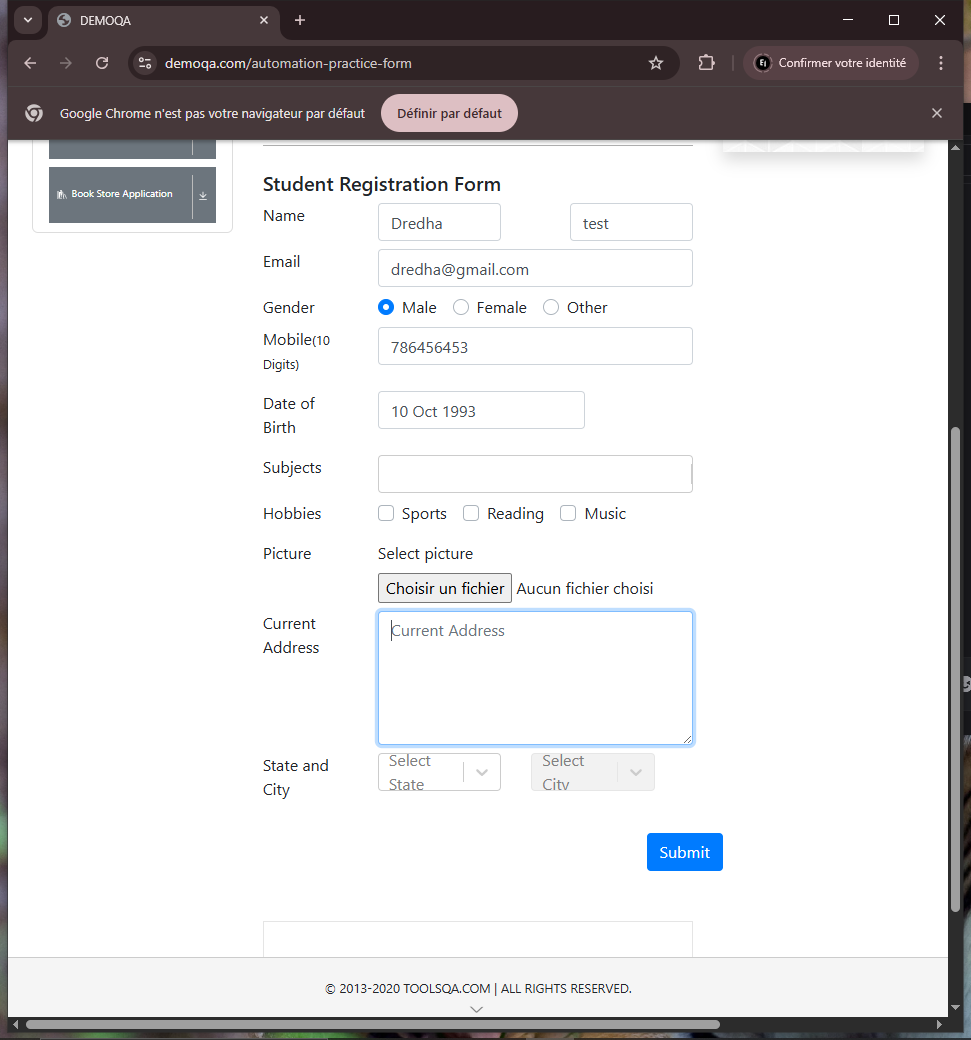 DEMOQA
demoqa.com/automation-practice-form
Confirmer votre identité
Google Chrome n'est pas votre navigateur par défaut
Définir par défaut
Book Store Application
Student Registration Form
Name
Dredha
test
Email
dredha@gmail.com
Gender
Male
Female
Other
Mobile(10
Digits)
786456453
Date of
Birth
10 Oct 1993
Subjects
Hobbies
Sports
Reading
Music
Picture
Select picture
Choisir un fichier
Aucun fichier choisi
Current
Address
Current Address
State and
City
Select
State
Select
City
Submit
© 2013-2020 TOOLSQA.COM | ALL RIGHTS RESERVED.